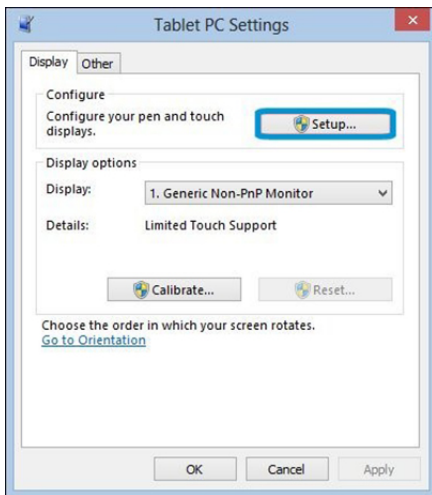 Tablet PC Settings
Display Other
Configure
Configure your pen and touch
displays.
Setup...
Display options
Display: 1. Generic Non-PnP Monitor
Details: Limited Touch Support
Calibrate... Reset...
Choose the order in which your screen rotates.
Go to Orientation
OK Cancel Apply